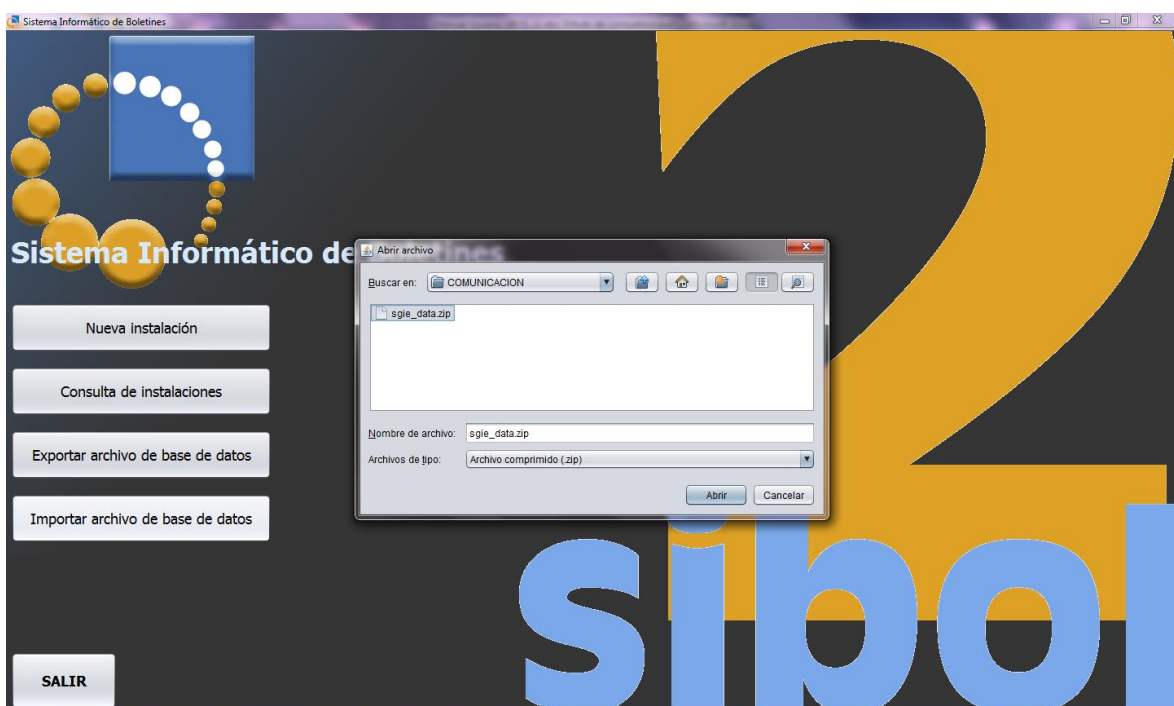 Sistema Informático de Boletines
2
Sistema Informático de Boletines
Nueva instalación
Consulta de instalaciones
Exportar archivo de base de datos
Importar archivo de base de datos
SALIR
Abrir archivo
Buscar en:
COMUNICACION
sgie_data.zip
Nombre de archivo:
sgie_data.zip
Archivos de tipo:
Archivo comprimido (.zip)
Abrir
Cancelar
sibol